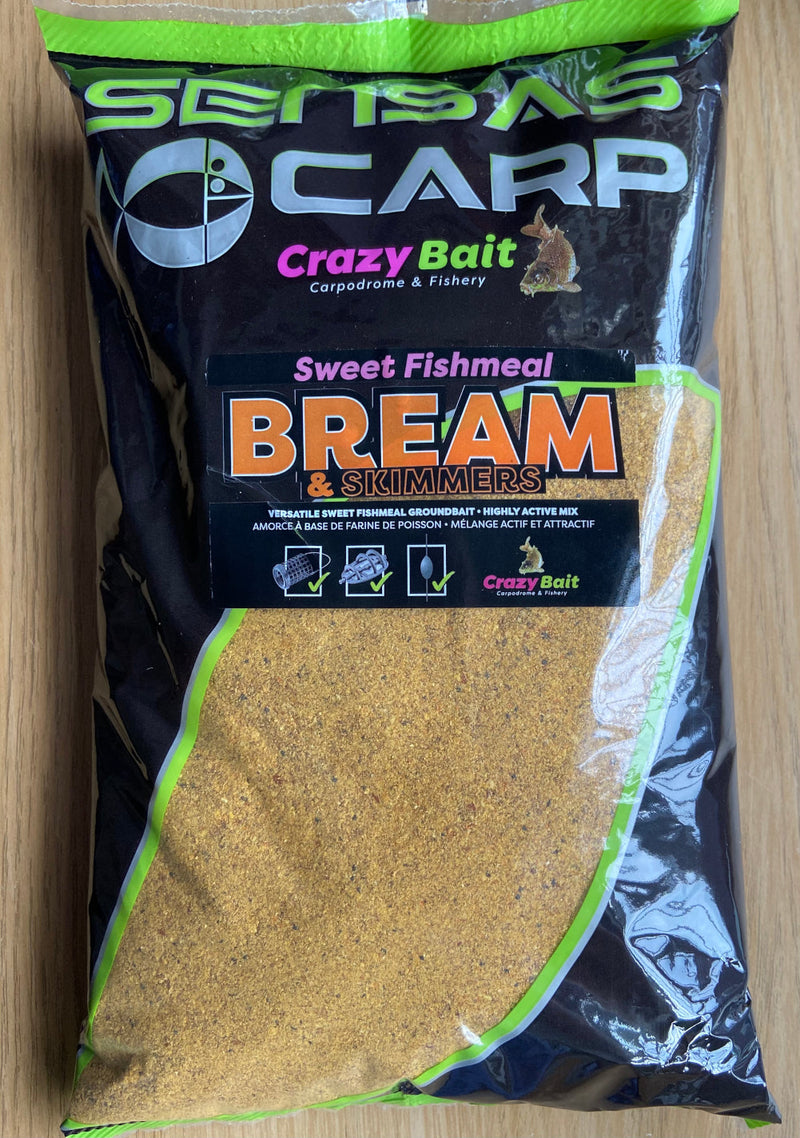 SENSAS
CARP
Crazy Bait
Carpodrome & Fishery
Sweet Fishmeal
BREAM
& SKIMMERS
VERSATILE SWEET FISHMEAL GROUNDBAIT • HIGHLY ACTIVE MIX
AMORCE À BASE DE FARINE DE POISSON • MÉLANGE ACTIF ET ATTRACTIF
Crazy Bait
Carpodrome & Fishery